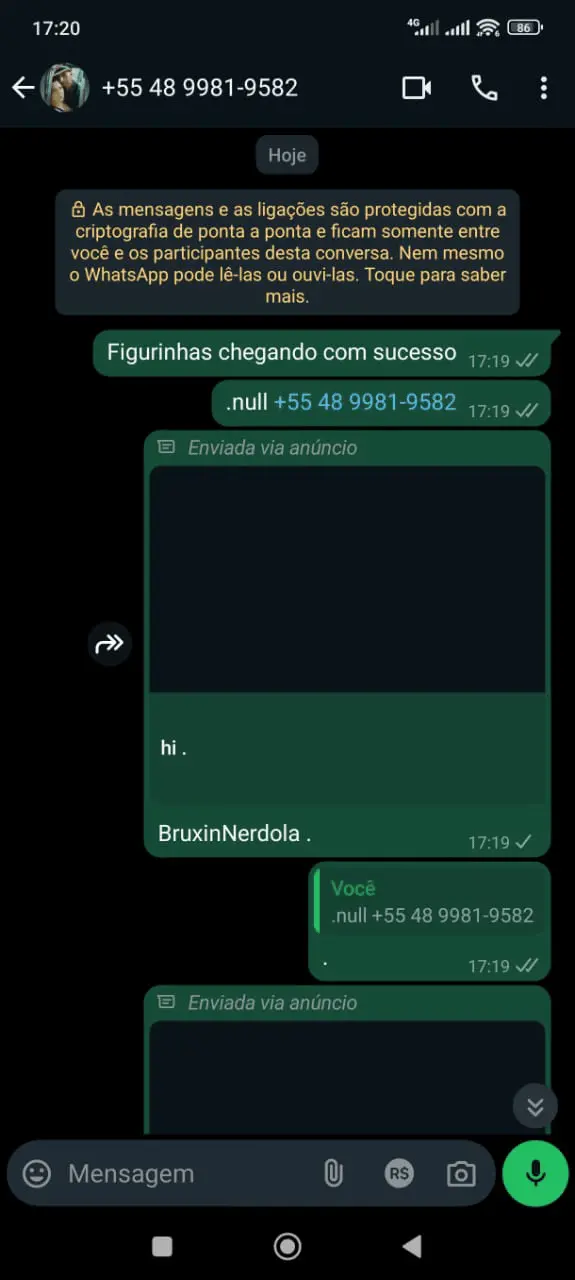 17:20
4G
86
+55 48 9981-9582
Hoje
As mensagens e as ligações são protegidas com a
criptografia de ponta a ponta e ficam somente entre
você e os participantes desta conversa. Nem mesmo
o WhatsApp pode lê-las ou ouvi-las. Toque para saber
mais.
Figurinhas chegando com sucesso 17:19
.null +55 48 9981-9582 17:19
Enviada via anúncio
hi .
BruxinNerdola . 17:19
Você
.null +55 48 9981-9582
. 17:19
Enviada via anúncio
Mensagem
R$